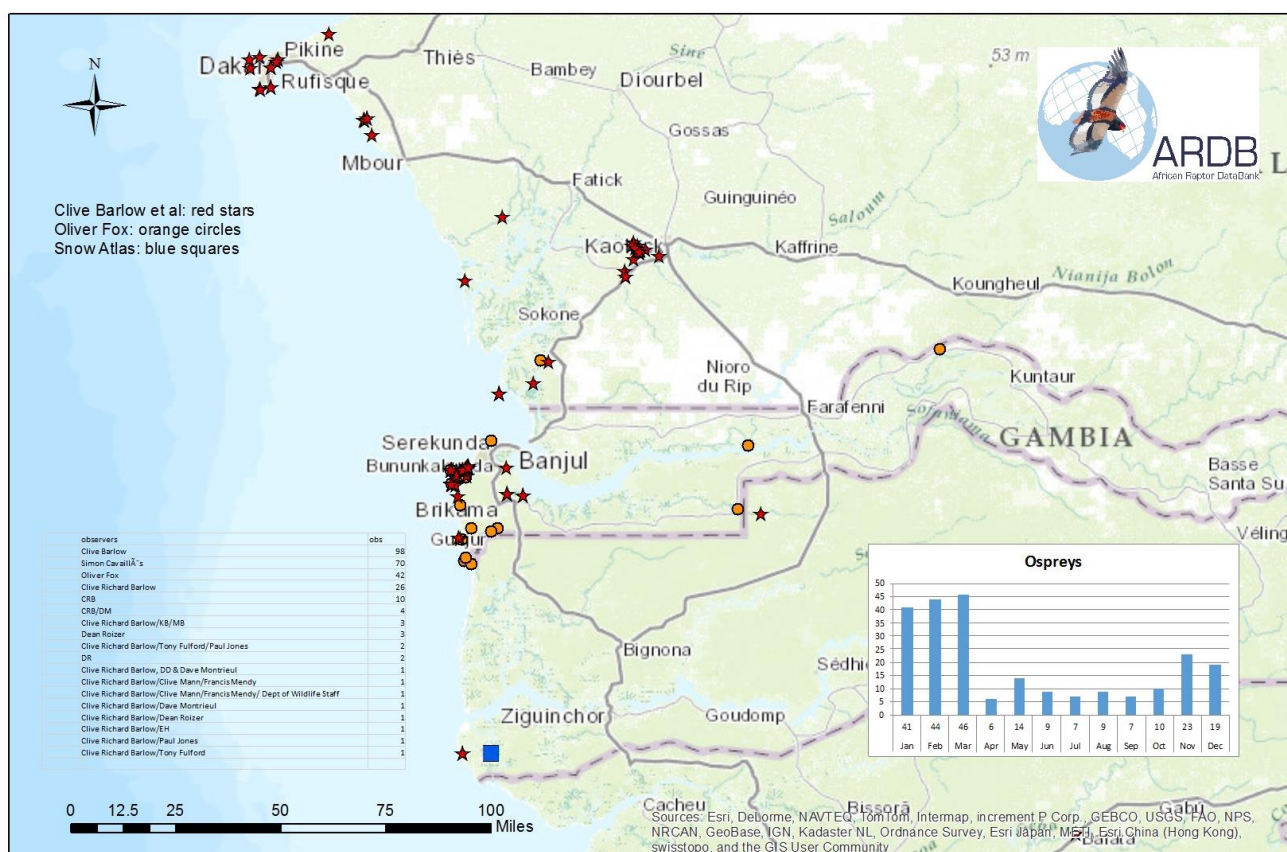 N
Dakar
Pikine
Rufisque
Thiès
Bambey
Diourbel
Sine
53 m
Gossas
Mbour
Fatick
Guinguinéo
Saloum
ARDB
African Raptor DataBank
L
Clive Barlow et al: red stars
Oliver Fox: orange circles
Snow Atlas: blue squares
Kaolack
Kaffrine
Koungheul
Nianija Bolon
Sokone
Nioro
du Rip
Kuntaur
Farafenni
Sofaniama
GAMBIA
Serekunda
Banjul
Basse
Santa Su
Brikama
Gunjur
Véling
observers obs
Clive Barlow 98
Simon CavaillÃ¨s 70
Oliver Fox 42
Clive Richard Barlow 26
CRB 10
CRB/DM 4
Clive Richard Barlow/KB/MB 3
Dean Roizer 3
Clive Richard Barlow/Tony Fulford/Paul Jones 2
DR 2
Clive Richard Barlow, DD & Dave Montrieul 1
Clive Richard Barlow/Clive Mann/Francis Mendy 1
Clive Richard Barlow/Clive Mann/Francis Mendy/ Dept of Wildlife Staff 1
Clive Richard Barlow/Dave Montrieul 1
Clive Richard Barlow/Dean Roizer 1
Clive Richard Barlow/EH 1
Clive Richard Barlow/Paul Jones 1
Clive Richard Barlow/Tony Fulford 1
Ospreys
50
45
40
35
30
25
20
15
10
5
0
41 44 46 6 14 9 7 9 7 10 23 19
Jan Feb Mar Apr May Jun Jul Aug Sep Oct Nov Dec
Bignona
Sédhi
Ziguinchor
Goudomp
Cacheu
Bissorã
Gabú
Bafatá
0 12.5 25 50 75 100
Miles
Sources: Esri, DeLorme, NAVTEQ, TomTom, Intermap, increment P Corp., GEBCO, USGS, FAO, NPS,
NRCAN, GeoBase, IGN, Kadaster NL, Ordnance Survey, Esri Japan, METI, Esri China (Hong Kong),
swisstopo, and the GIS User Community